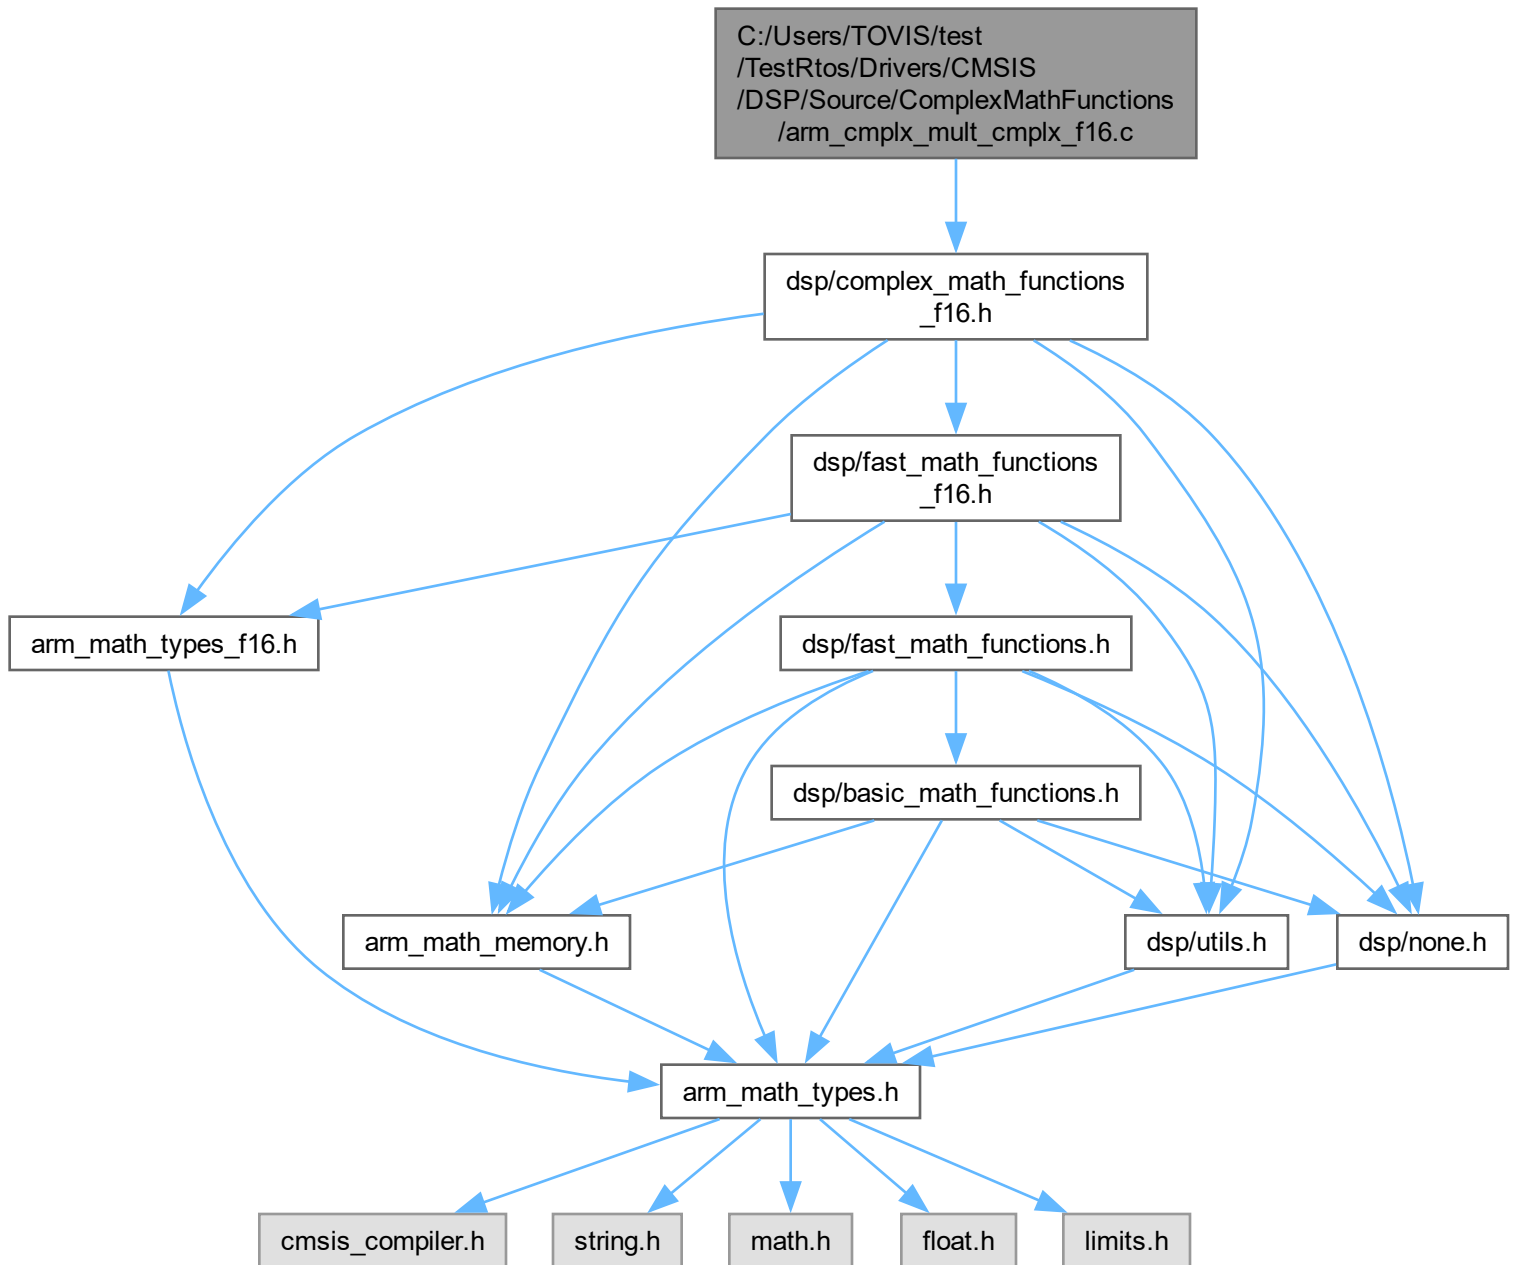 C:/Users/TOVIS/test
/TestRtos/Drivers/CMSIS
/DSP/Source/ComplexMathFunctions
/arm_cmplx_mult_cmplx_f16.c
dsp/complex_math_functions
_f16.h
dsp/fast_math_functions
_f16.h
arm_math_types_f16.h
dsp/fast_math_functions.h
dsp/basic_math_functions.h
arm_math_memory.h
dsp/utils.h
dsp/none.h
arm_math_types.h
cmsis_compiler.h
string.h
math.h
float.h
limits.h